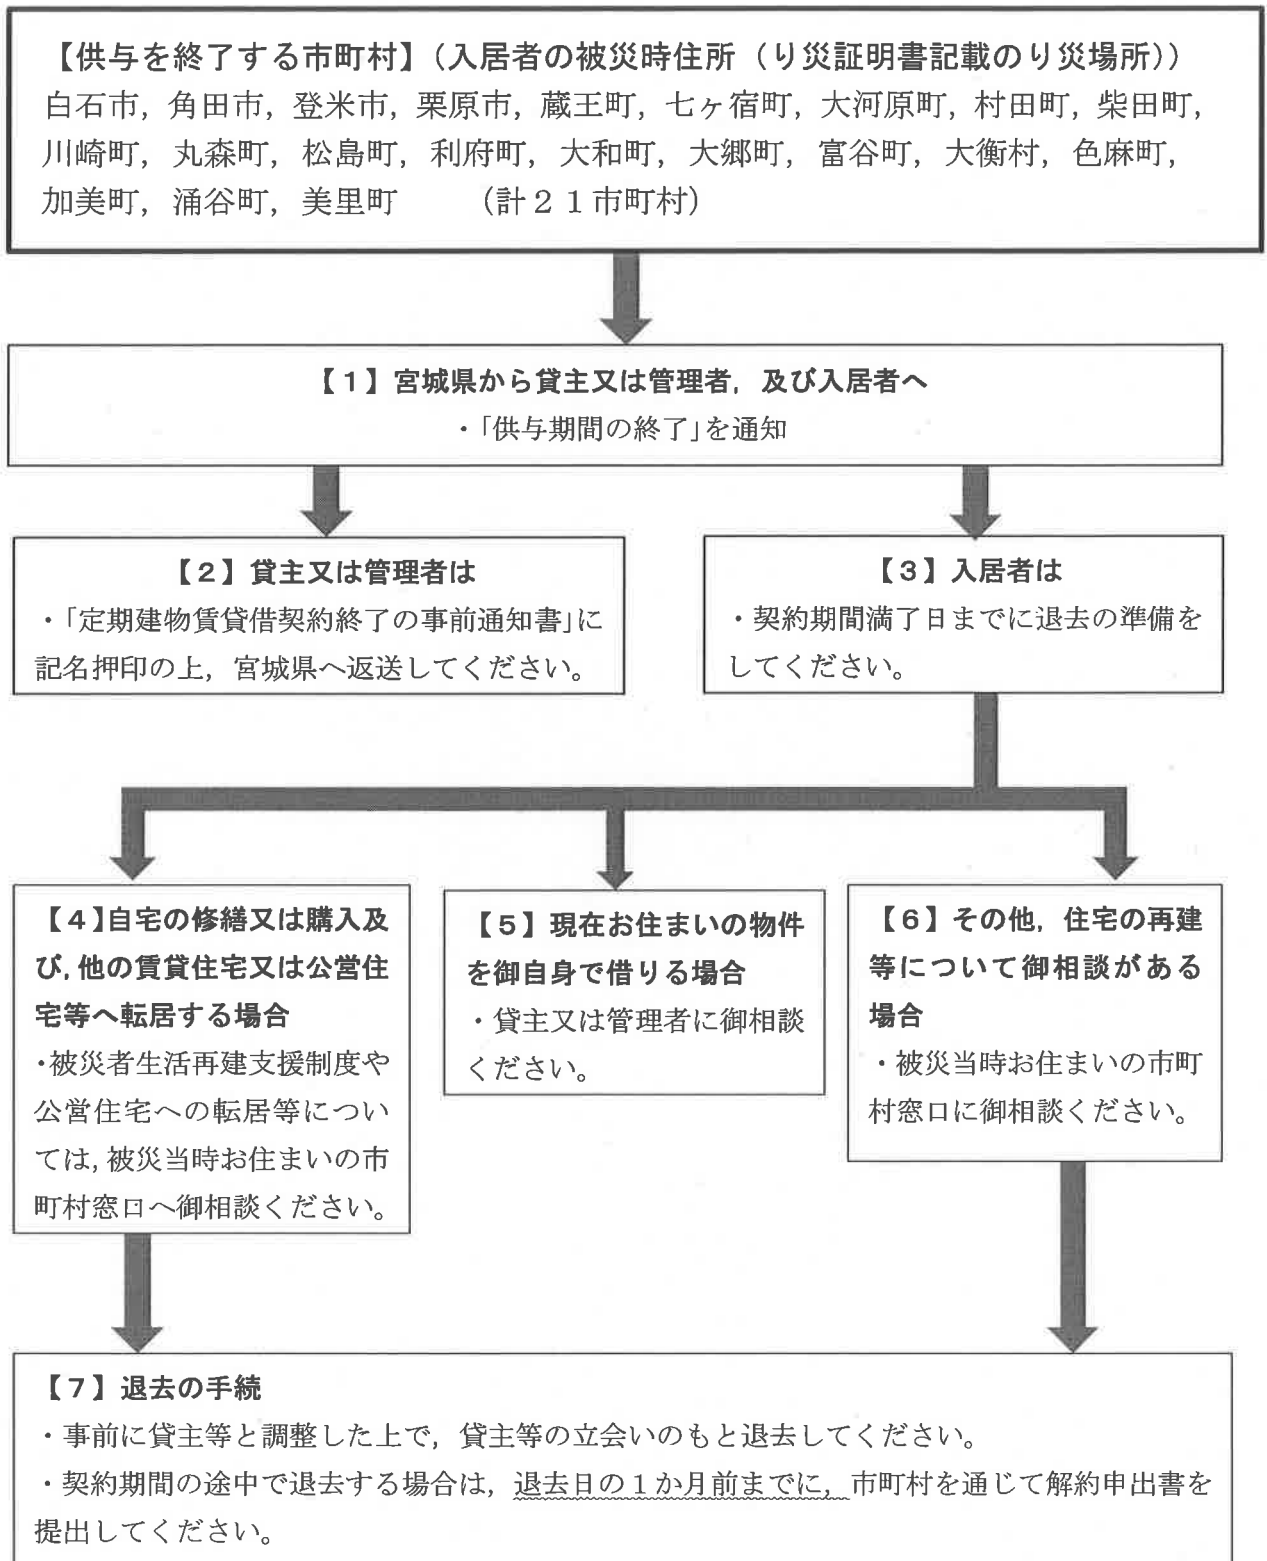 【供与を終了する市町村】（入居者の被災時住所（り災証明書記載のり災場所））
白石市，角田市，登米市，栗原市，蔵王町，七ヶ宿町，大河原町，村田町，柴田町，
川崎町，丸森町，松島町，利府町，大和町，大郷町，富谷町，大衡村，色麻町，
加美町，涌谷町，美里町　　（計２１市町村）
【１】宮城県から貸主又は管理者，及び入居者へ
・「供与期間の終了」を通知
【２】貸主又は管理者は
・「定期建物賃貸借契約終了の事前通知書」に
記名押印の上，宮城県へ返送してください。
【３】入居者は
・契約期間満了日までに退去の準備を
してください。
【４】自宅の修繕又は購入及
び，他の賃貸住宅又は公営住
宅等へ転居する場合
・被災者生活再建支援制度や
公営住宅への転居等につい
ては，被災当時お住まいの市
町村窓口へ御相談ください。
【５】現在お住まいの物件
を御自身で借りる場合
・貸主又は管理者に御相談
ください。
【６】その他，住宅の再建
等について御相談がある
場合
・被災当時お住まいの市町
村窓口に御相談ください。
【７】退去の手続
・事前に貸主等と調整した上で，貸主等の立会いのもと退去してください。
・契約期間の途中で退去する場合は，退去日の１か月前までに，市町村を通じて解約申出書を
提出してください。